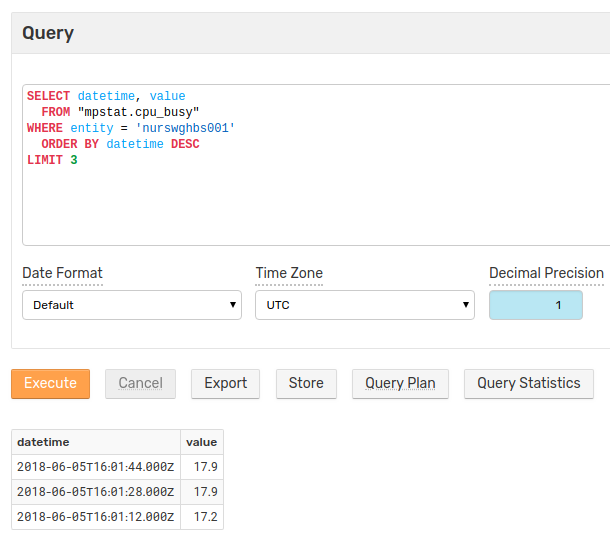 Query
SELECT datetime, value
FROM "mpstat.cpu_busy"
WHERE entity = 'nurswghbs001'
ORDER BY datetime DESC
LIMIT 3
Date Format Time Zone Decimal Precision
Default UTC 1
Execute Cancel Export Store Query Plan Query Statistics
datetime value
2018-06-05T16:01:44.000Z 17.9
2018-06-05T16:01:28.000Z 17.9
2018-06-05T16:01:12.000Z 17.2